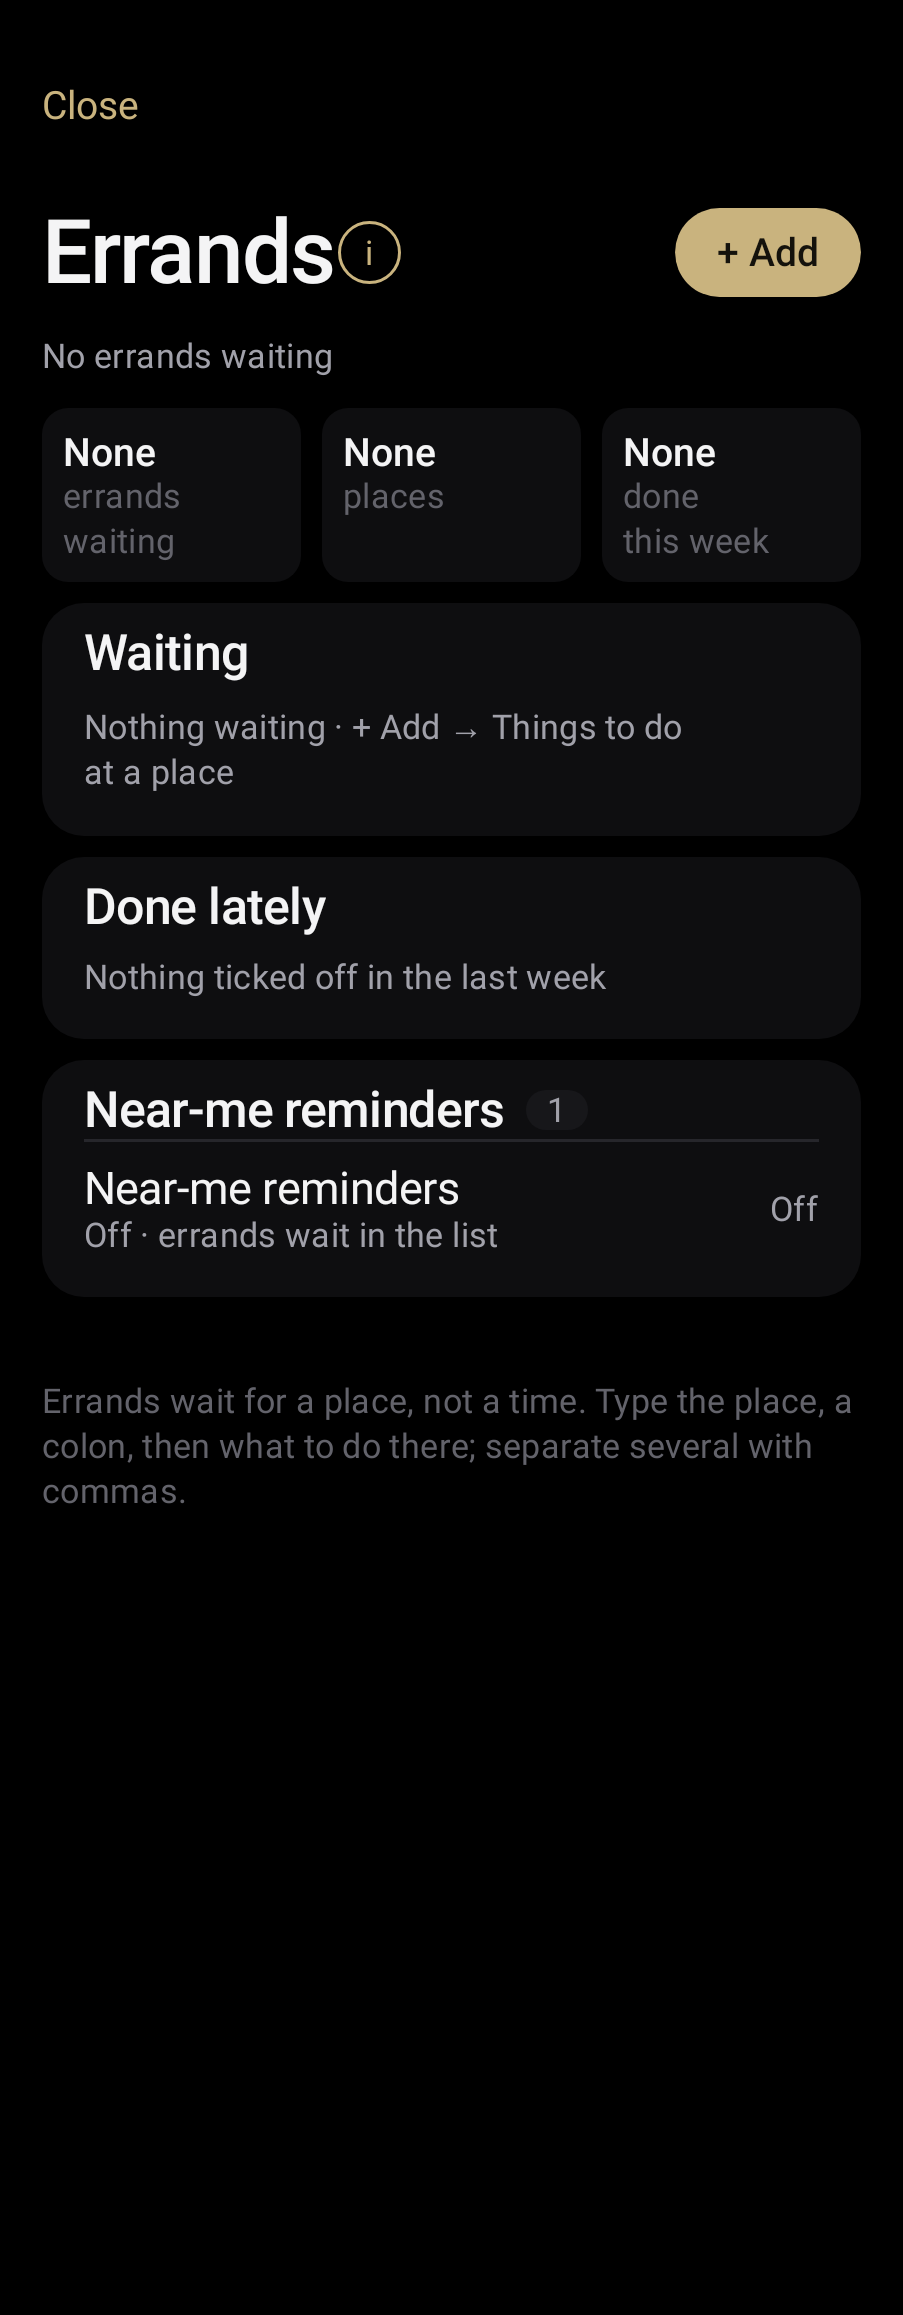 Close
Errands i
+ Add
No errands waiting
None
errands
waiting
None
places
None
done
this week
Waiting
Nothing waiting · + Add → Things to do
at a place
Done lately
Nothing ticked off in the last week
Near-me reminders 1
Near-me reminders
Off · errands wait in the list
Off
Errands wait for a place, not a time. Type the place, a
colon, then what to do there; separate several with
commas.